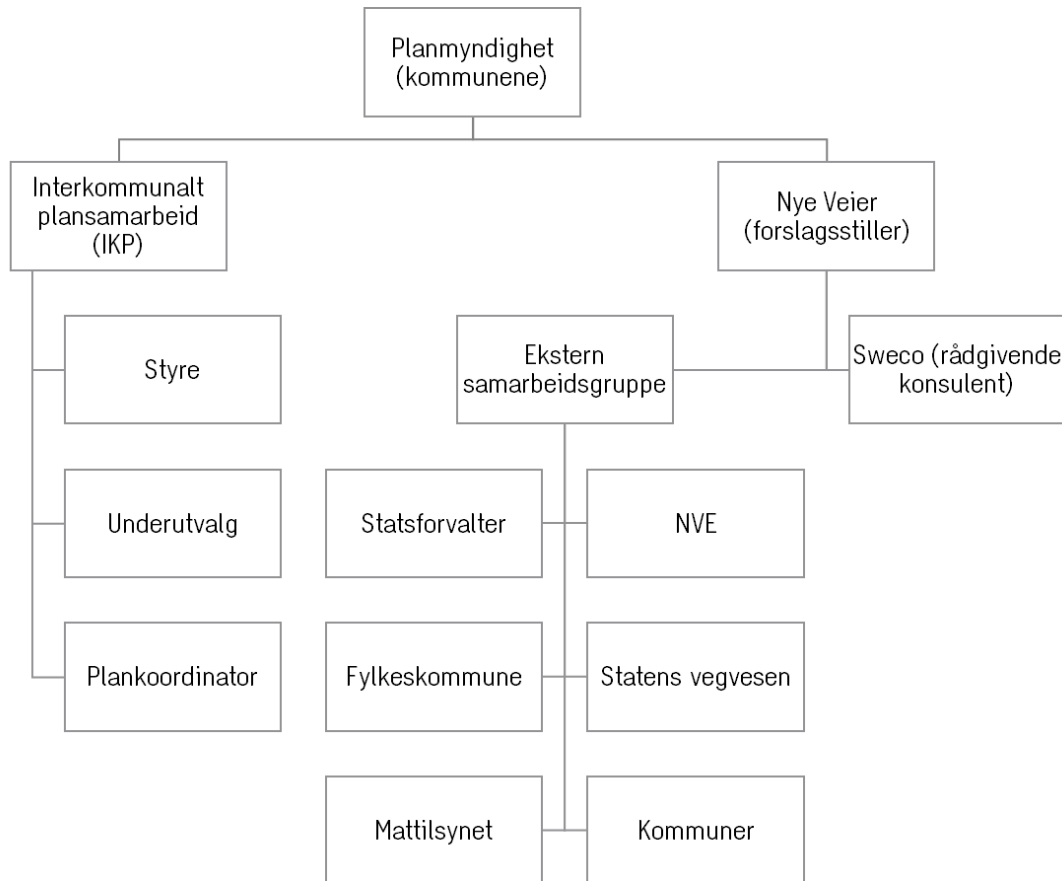 Planmyndighet
(kommunene)
Interkommunalt
plansamarbeid
(IKP)
Nye Veier
(forslagsstiller)
Styre
Ekstern
samarbeidsgruppe
Sweco (rådgivende
konsulent)
Underutvalg
Statsforvalter
NVE
Plankoordinator
Fylkeskommune
Statens vegvesen
Mattilsynet
Kommuner